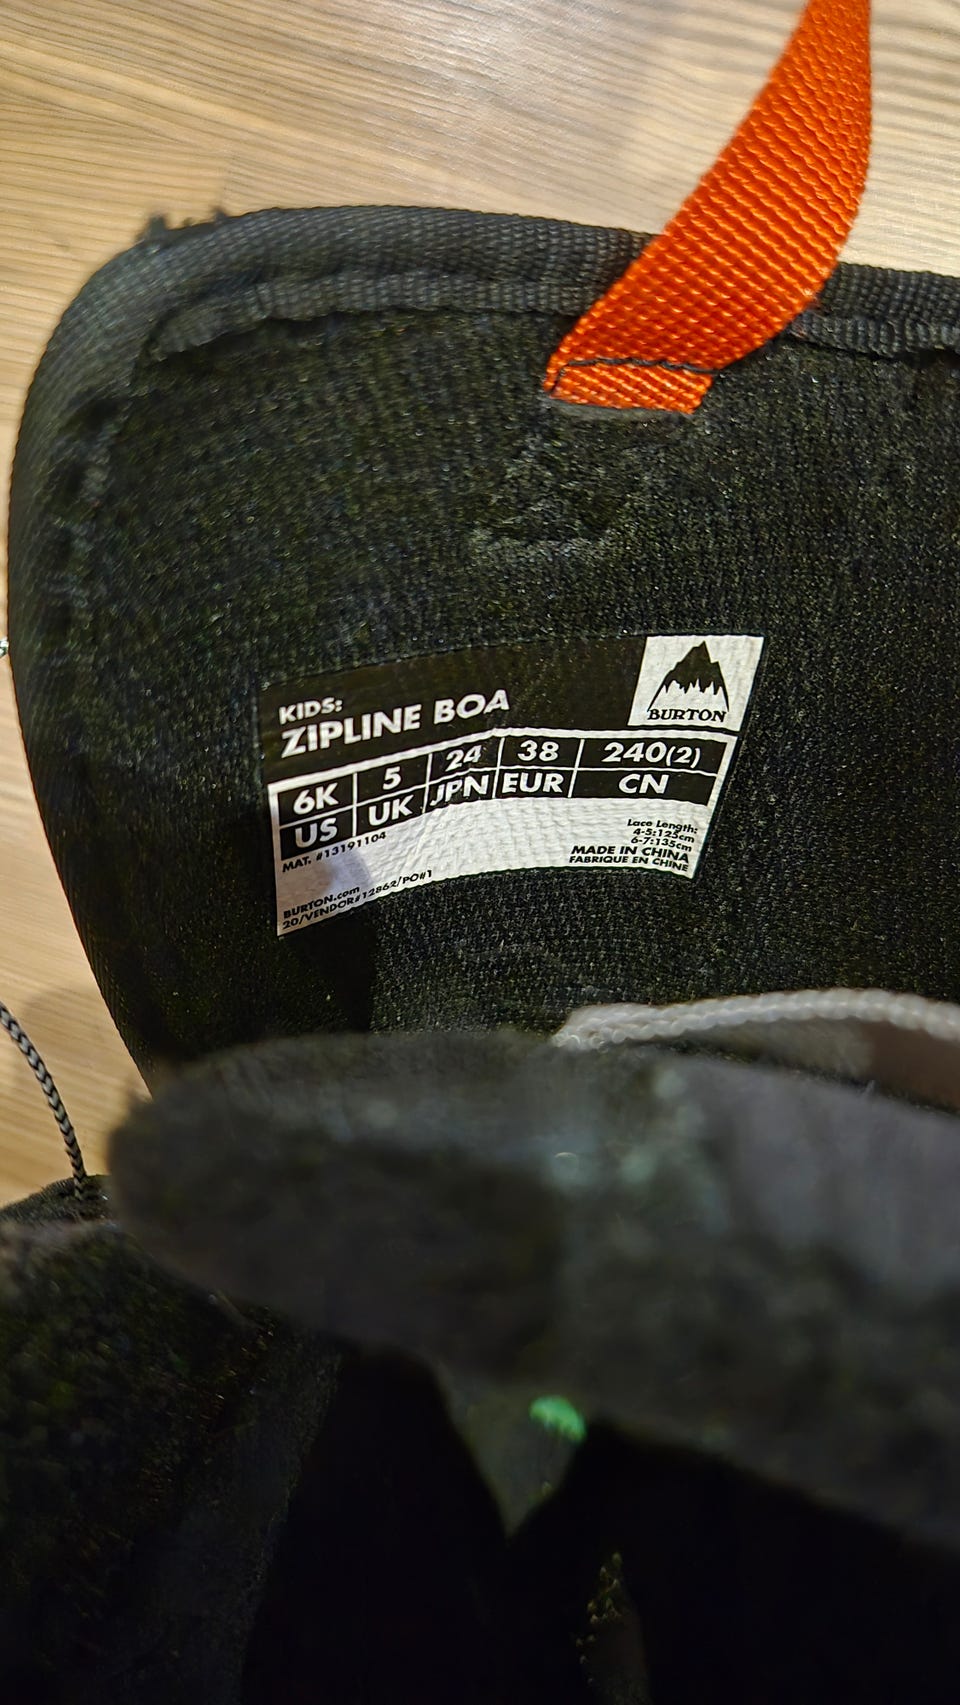 KIDS:
ZIPLINE BOA
BURTON
6K 5 24 38 240(2)
US UK JPN EUR CN
MAT. #13191104
Lace Length:
4-5:125cm
6-7:135cm
MADE IN CHINA
FABRIQUE EN CHINE
BURTON.com
20/VENDOR#12862/PO#1